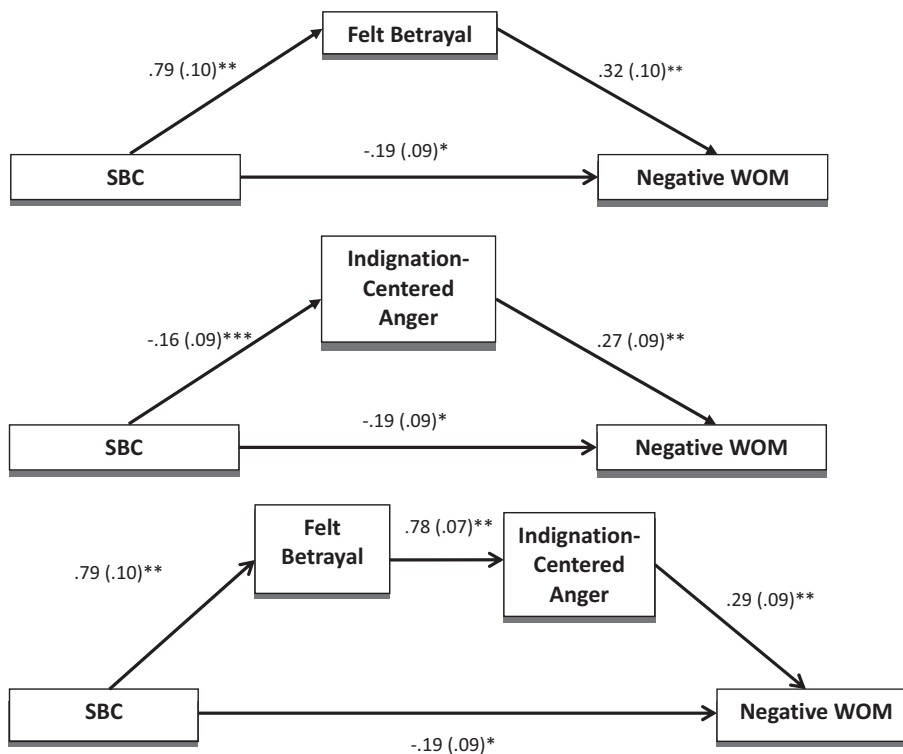 Felt Betrayal
.79 (.10)**
.32 (.10)**
-.19 (.09)*
SBC
Negative WOM
Indignation-
Centered
Anger
-.16 (.09)***
.27 (.09)**
-.19 (.09)*
SBC
Negative WOM
Felt
Betrayal
.78 (.07)**
Indignation-
Centered
Anger
.79 (.10)**
.29 (.09)**
SBC
Negative WOM
-.19 (.09)*